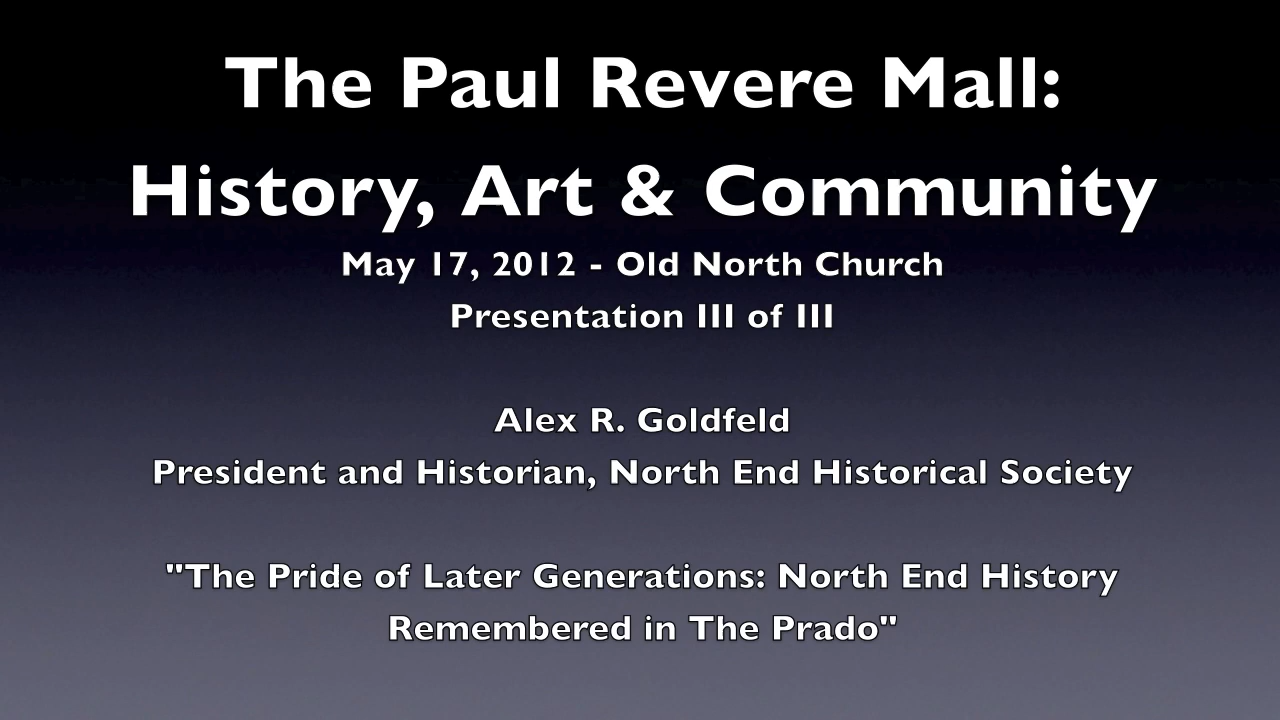 The Paul Revere Mall:
History, Art & Community
May 17, 2012 - Old North Church
Presentation III of III
Alex R. Goldfeld
President and Historian, North End Historical Society
"The Pride of Later Generations: North End History
Remembered in The Prado"